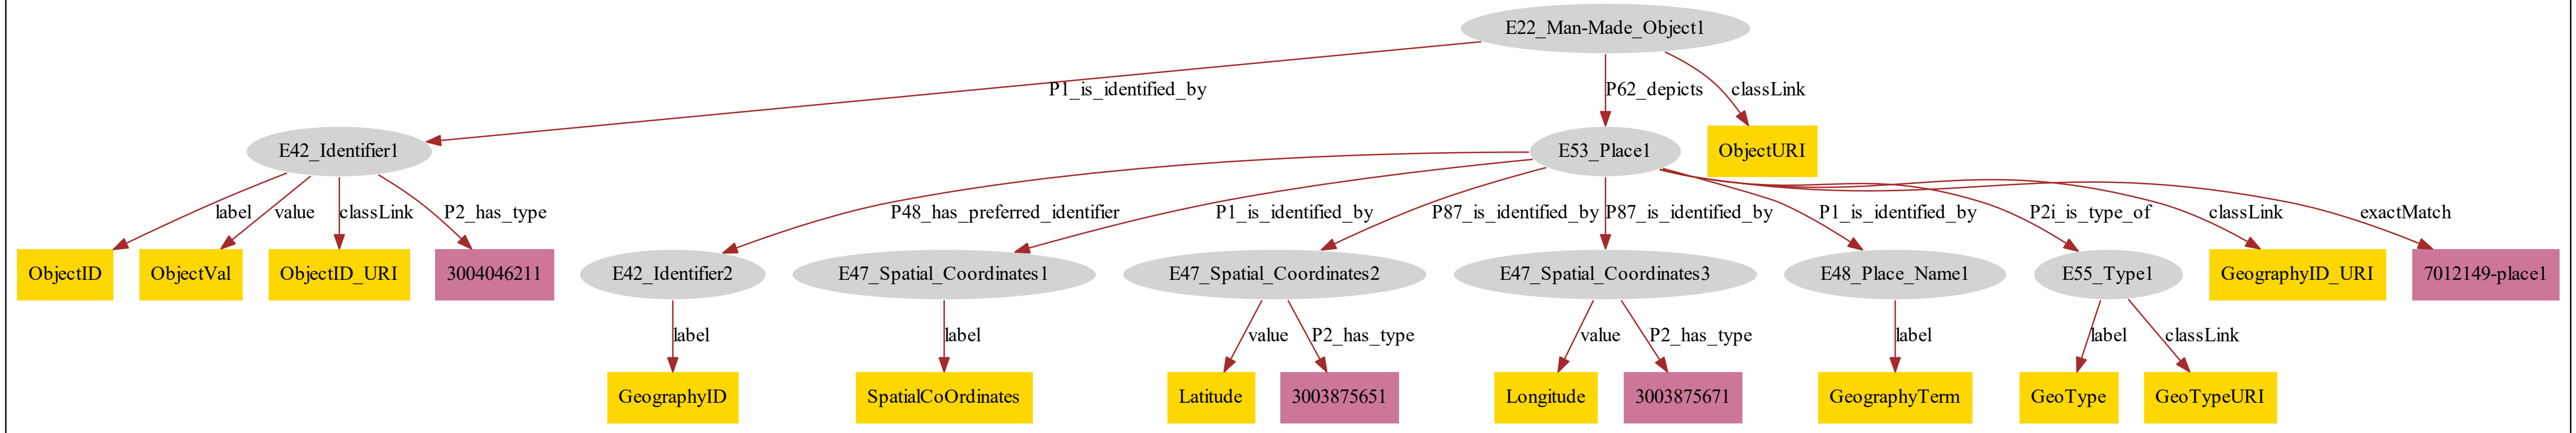 E22_Man-Made_Object1
P1_is_identified_by
P62_depicts
classLink
E42_Identifier1
E53_Place1
ObjectURI
label
value
classLink
P2_has_type
P48_has_preferred_identifier
P1_is_identified_by
P87_is_identified_by
P87_is_identified_by
P1_is_identified_by
P2i_is_type_of
classLink
exactMatch
ObjectID
ObjectVal
ObjectID_URI
3004046211
E42_Identifier2
E47_Spatial_Coordinates1
E47_Spatial_Coordinates2
E47_Spatial_Coordinates3
E48_Place_Name1
E55_Type1
GeographyID_URI
7012149-place1
label
label
value
P2_has_type
value
P2_has_type
label
label
classLink
GeographyID
SpatialCoOrdinates
Latitude
3003875651
Longitude
3003875671
GeographyTerm
GeoType
GeoTypeURI